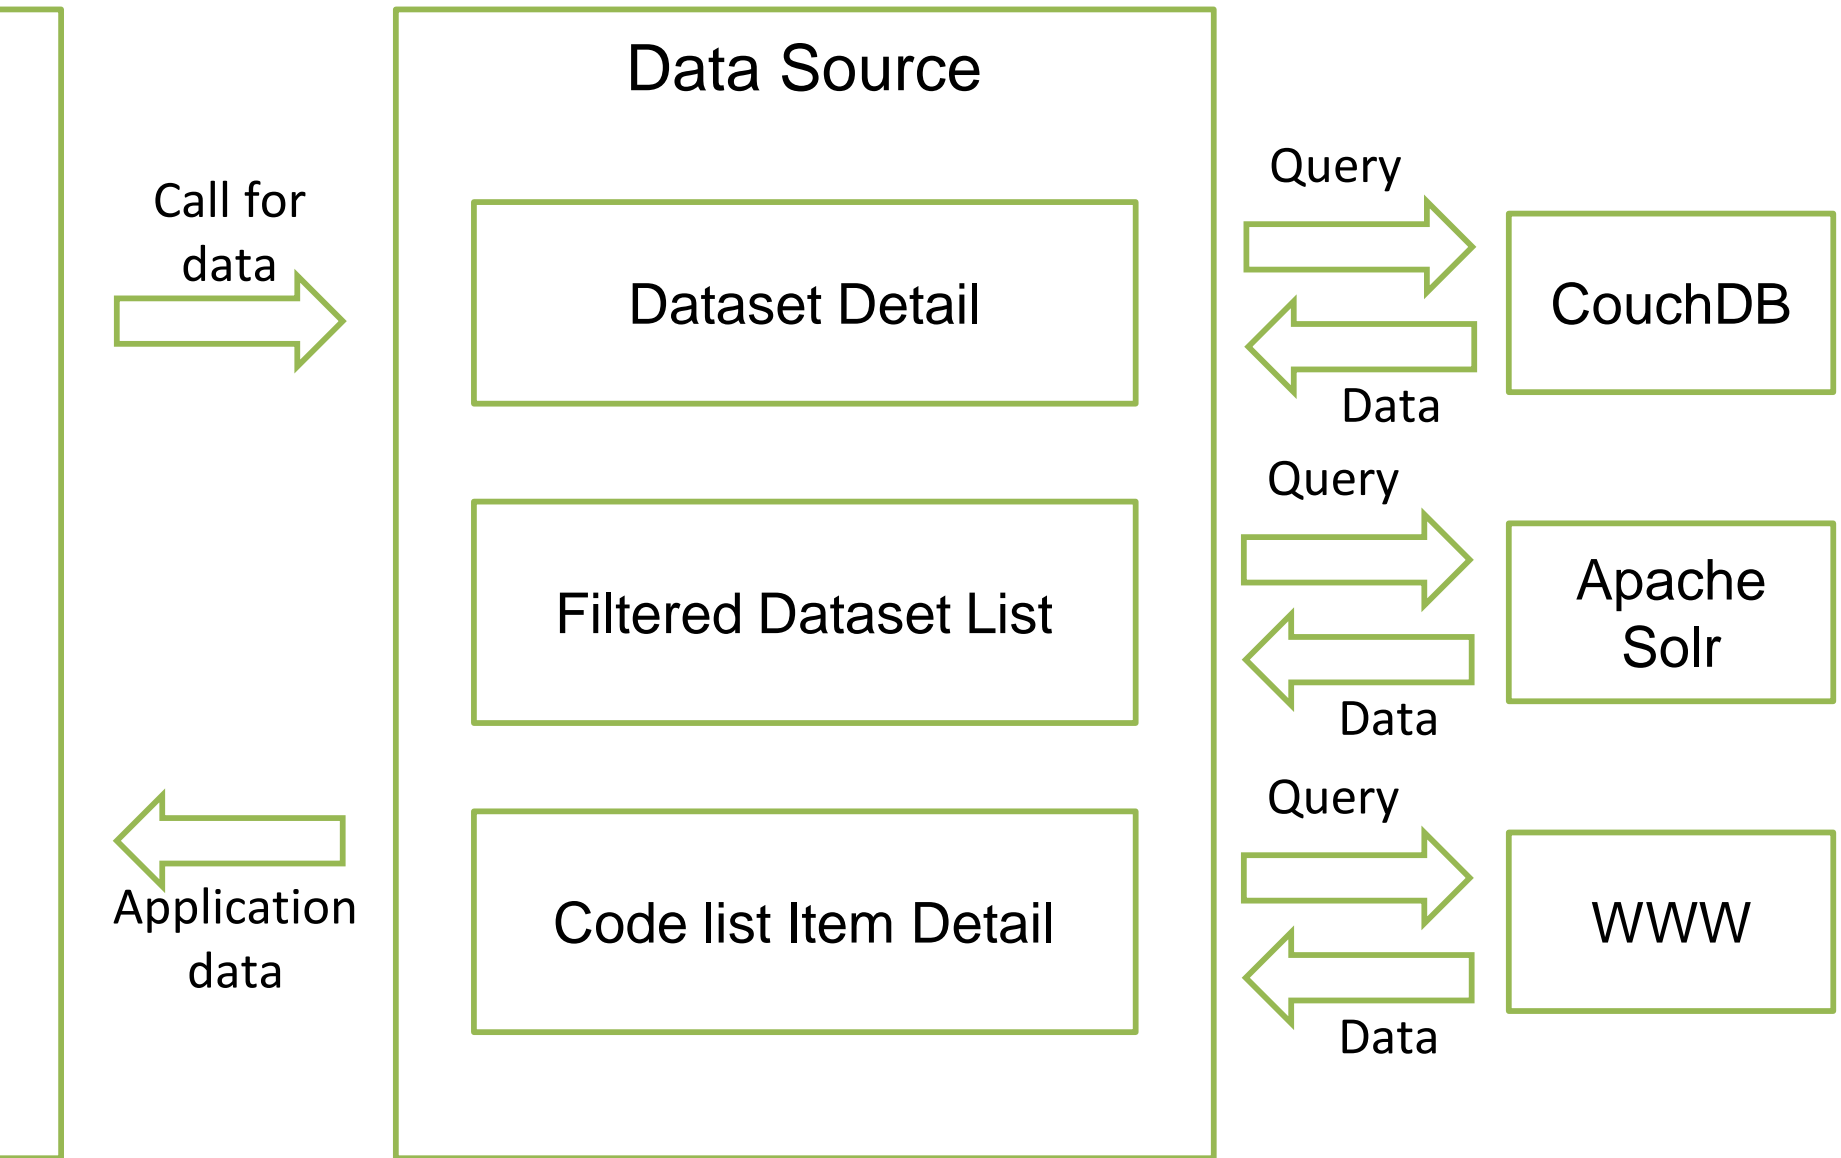 Data Source
Call for
data
Application
data
Dataset Detail
Filtered Dataset List
Code list Item Detail
Query
Data
Query
Data
Query
Data
CouchDB
Apache
Solr
WWW